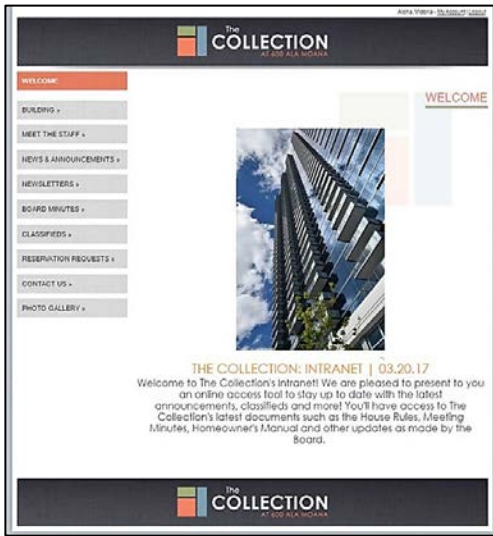 Aloha, Victoria - My Account | Logout
The
COLLECTION
AT 600 ALA MOANA
WELCOME
BUILDING »
MEET THE STAFF »
NEWS & ANNOUNCEMENTS »
NEWSLETTERS »
BOARD MINUTES »
CLASSIFIEDS »
RESERVATION REQUESTS »
CONTACT US »
PHOTO GALLERY »
WELCOME
THE COLLECTION: INTRANET | 03.20.17
Welcome to The Collection's Intranet! We are pleased to present to you
an online access tool to stay up to date with the latest
announcements, classifieds and more! You'll have access to The
Collection's latest documents such as the House Rules, Meeting
Minutes, Homeowner's Manual and other updates as made by the
Board.
The
COLLECTION
AT 600 ALA MOANA